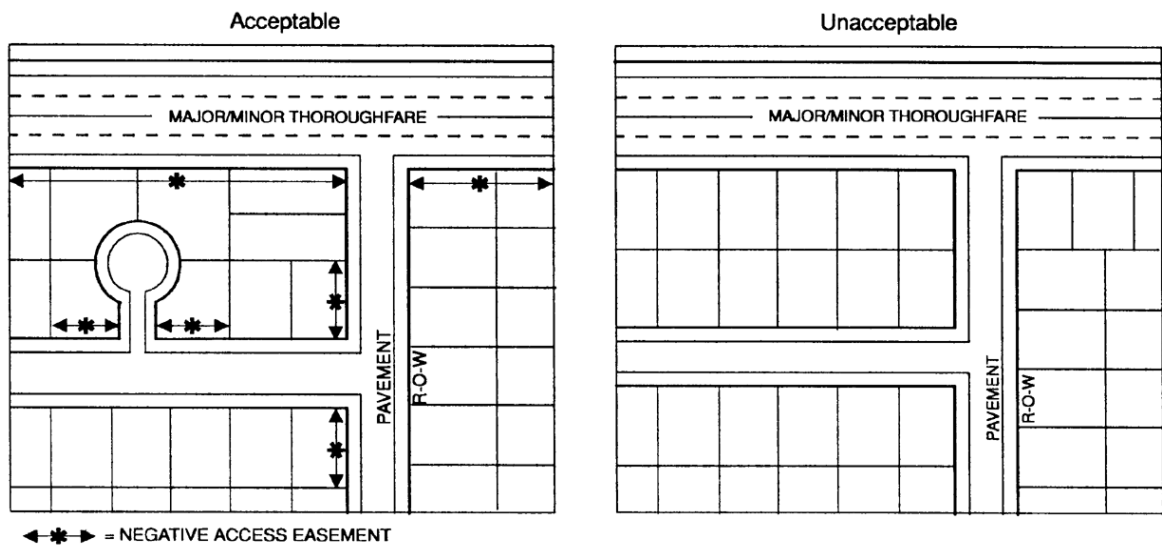 Acceptable
Unacceptable
MAJOR/MINOR THOROUGHFARE
MAJOR/MINOR THOROUGHFARE
PAVEMENT
R-O-W
PAVEMENT
R-O-W
= NEGATIVE ACCESS EASEMENT